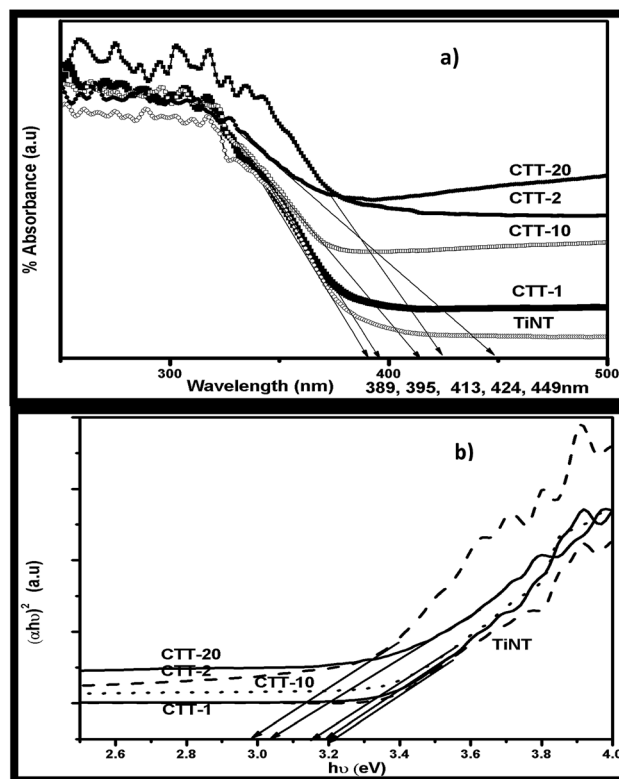 a)
% Absorbance (a.u)
CTT-20
CTT-2
CTT-10
CTT-1
TiNT
300 400 500
Wavelength (nm)
389, 395, 413, 424, 449nm
b)
(αhυ)² (a.u)
CTT-20
CTT-2
CTT-10
CTT-1
TiNT
2.6 2.8 3.0 3.2 3.4 3.6 3.8 4.0
hυ (eV)